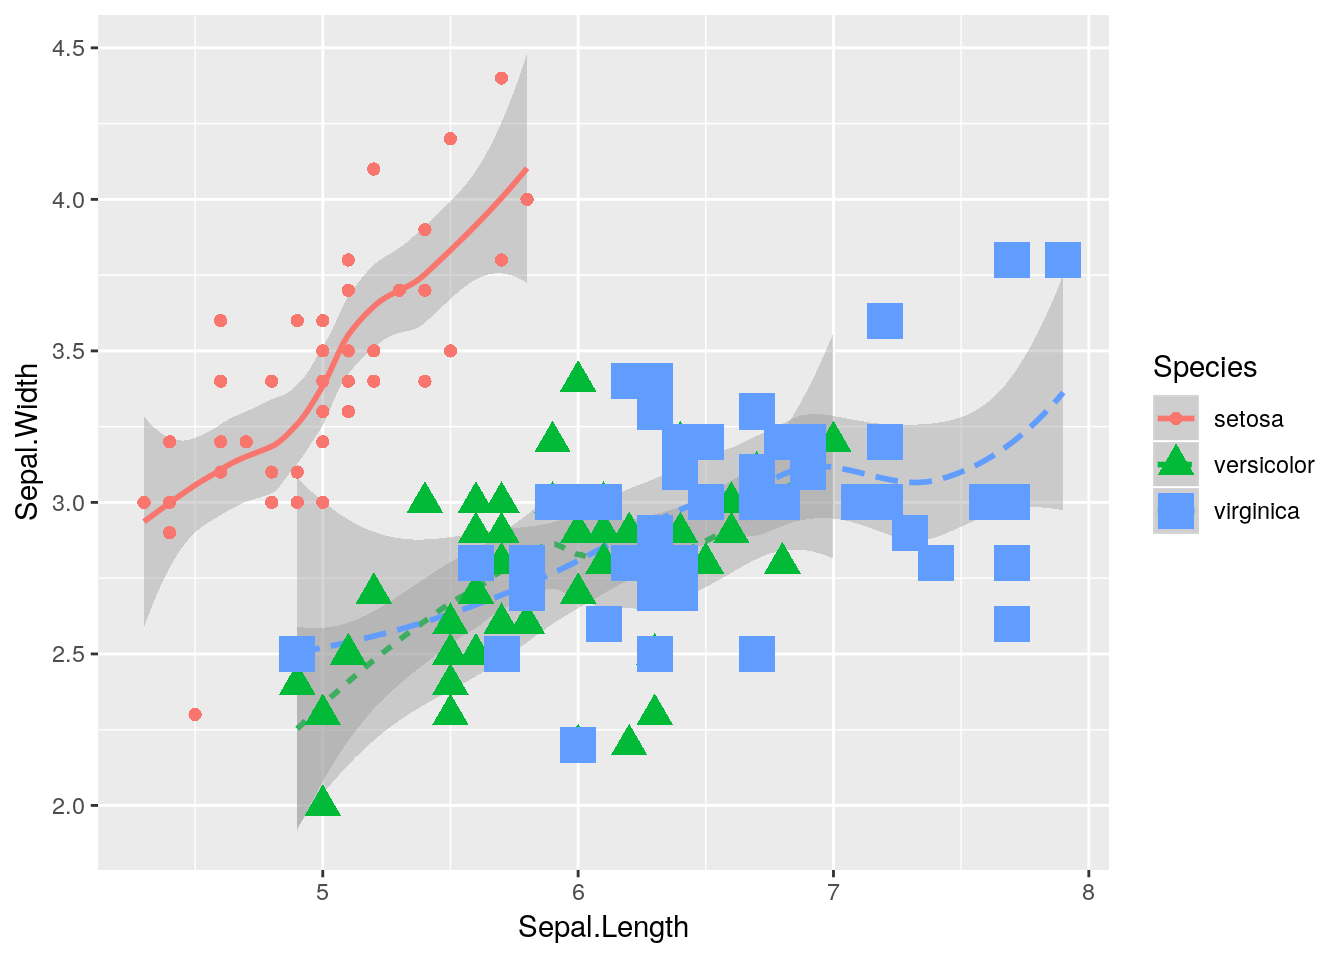 4.5
4.0
3.5
3.0
2.5
2.0
Sepal.Width
5 6 7 8
Sepal.Length
Species
setosa
versicolor
virginica